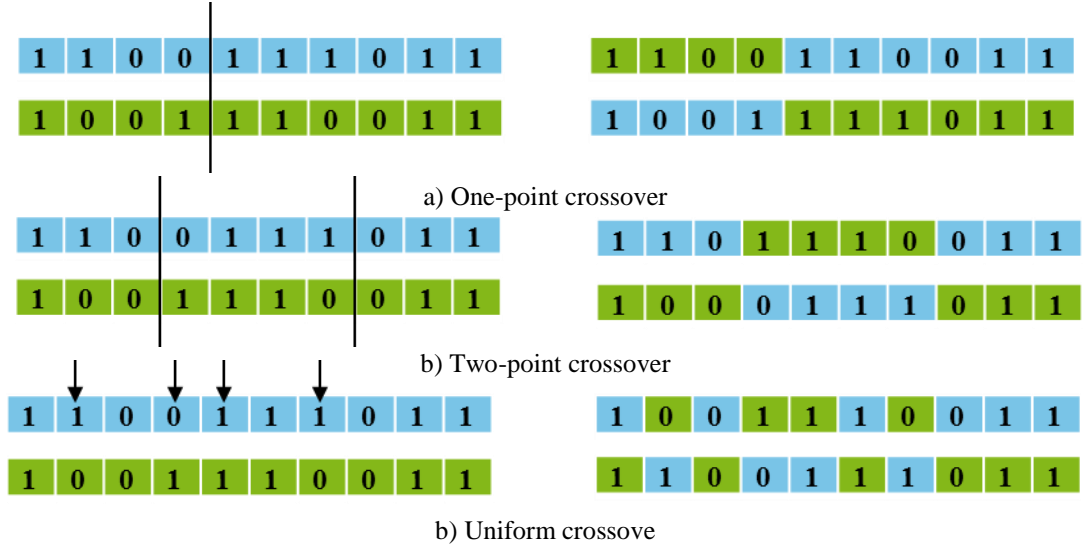 1 1 0 0 1 1 1 0 1 1 1 1 0 0 1 1 0 0 1 1
1 0 0 1 1 1 0 0 1 1 1 0 0 1 1 1 1 0 1 1
a) One-point crossover
1 1 0 0 1 1 1 0 1 1 1 1 0 1 1 1 0 0 1 1
1 0 0 1 1 1 0 0 1 1 1 0 0 0 1 1 1 0 1 1
b) Two-point crossover
1 1 0 0 1 1 1 0 1 1 1 0 0 1 1 1 0 0 1 1
1 0 0 1 1 1 0 0 1 1 1 1 0 0 1 1 1 0 1 1
b) Uniform crossove